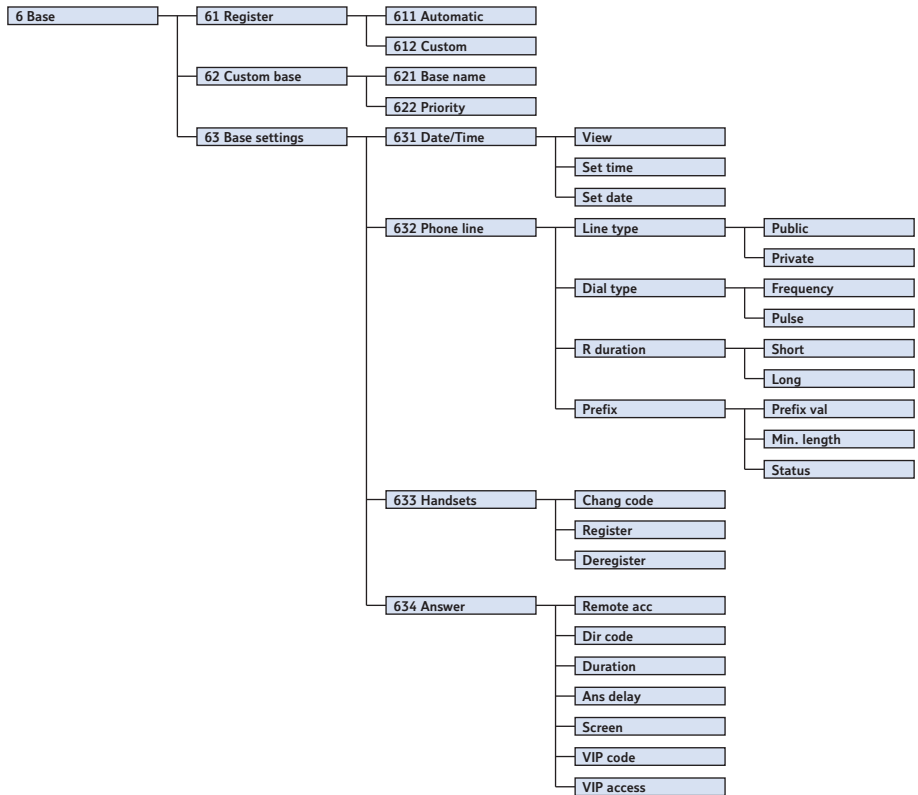 6 Base
61 Register
611 Automatic
612 Custom
62 Custom base
621 Base name
622 Priority
63 Base settings
631 Date/Time
View
Set time
Set date
632 Phone line
Line type
Public
Private
Dial type
Frequency
Pulse
R duration
Short
Long
Prefix
Prefix val
Min. length
Status
633 Handsets
Chang code
Register
Deregister
634 Answer
Remote acc
Dir code
Duration
Ans delay
Screen
VIP code
VIP access